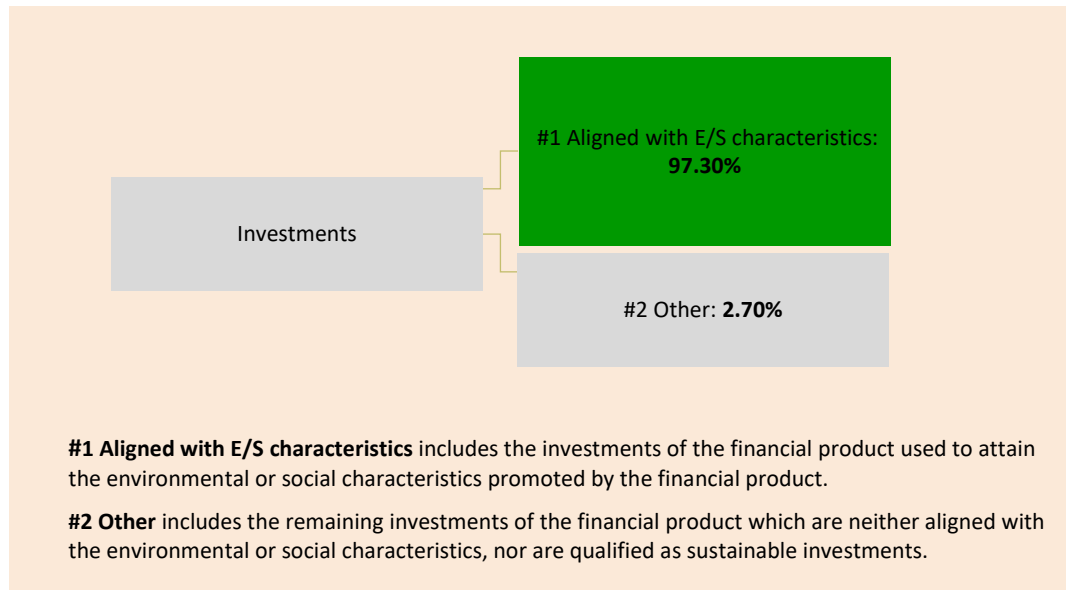 #1 Aligned with E/S characteristics:
97.30%
Investments
#2 Other: 2.70%
#1 Aligned with E/S characteristics includes the investments of the financial product used to attain
the environmental or social characteristics promoted by the financial product.
#2 Other includes the remaining investments of the financial product which are neither aligned with
the environmental or social characteristics, nor are qualified as sustainable investments.